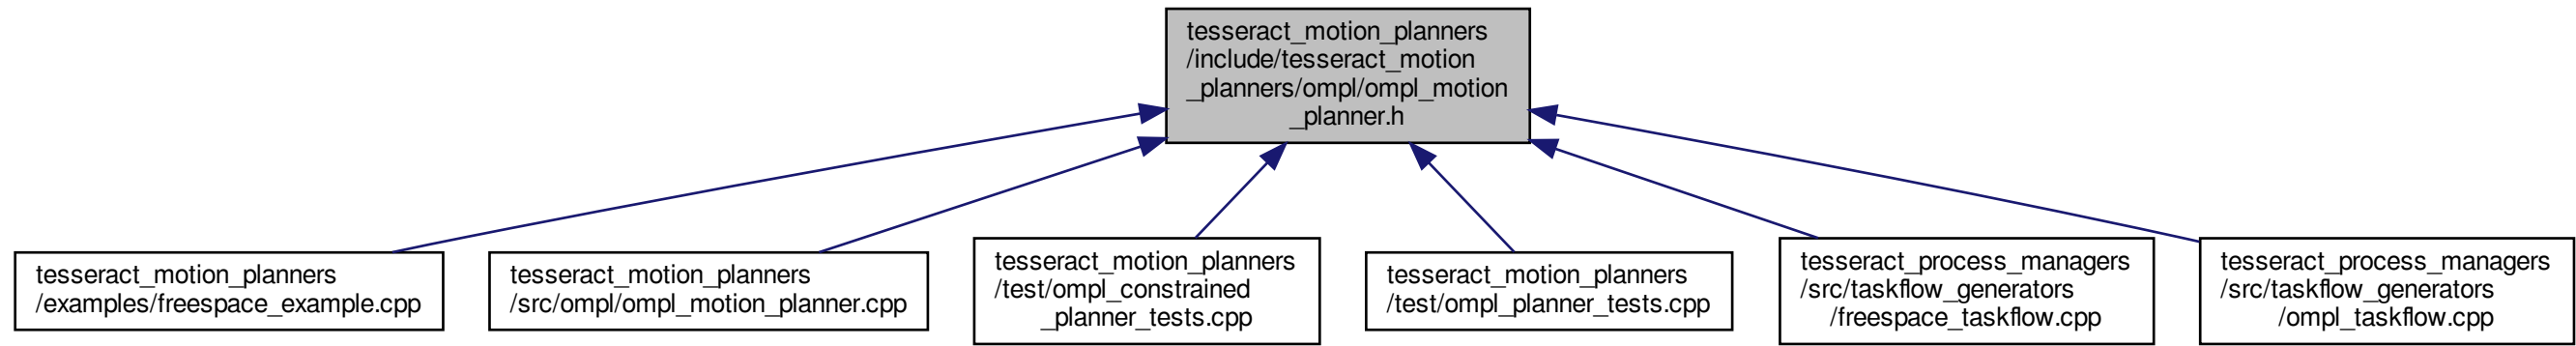 tesseract_motion_planners
/include/tesseract_motion
_planners/ompl/ompl_motion
_planner.h
tesseract_motion_planners
/examples/freespace_example.cpp
tesseract_motion_planners
/src/ompl/ompl_motion_planner.cpp
tesseract_motion_planners
/test/ompl_constrained
_planner_tests.cpp
tesseract_motion_planners
/test/ompl_planner_tests.cpp
tesseract_process_managers
/src/taskflow_generators
/freespace_taskflow.cpp
tesseract_process_managers
/src/taskflow_generators
/ompl_taskflow.cpp